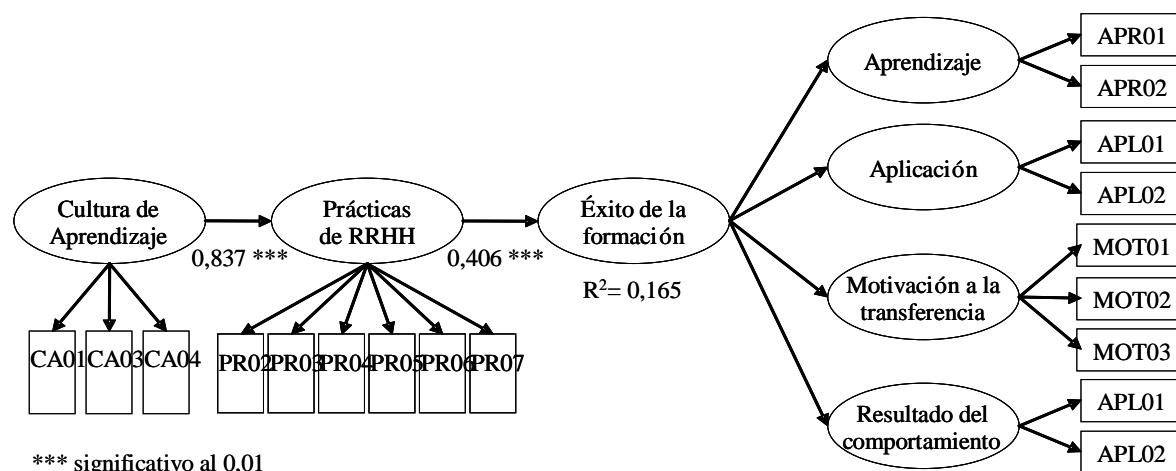 Cultura de
Aprendizaje
0,837 ***
Prácticas
de RRHH
0,406 ***
Éxito de la
formación
R²= 0,165
CA01
CA03
CA04
PR02
PR03
PR04
PR05
PR06
PR07
Aprendizaje
APR01
APR02
Aplicación
APL01
APL02
Motivación a la
transferencia
MOT01
MOT02
MOT03
Resultado del
comportamiento
APL01
APL02
*** significativo al 0,01